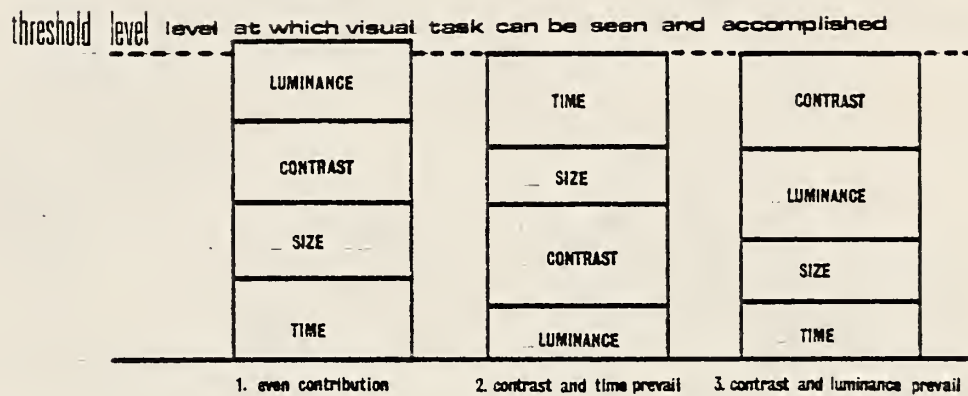 threshold level level at which visual task can be seen and accomplished
LUMINANCE
CONTRAST
SIZE
TIME
TIME
SIZE
CONTRAST
LUMINANCE
CONTRAST
LUMINANCE
SIZE
TIME
1. even contribution
2. contrast and time prevail
3. contrast and luminance prevail